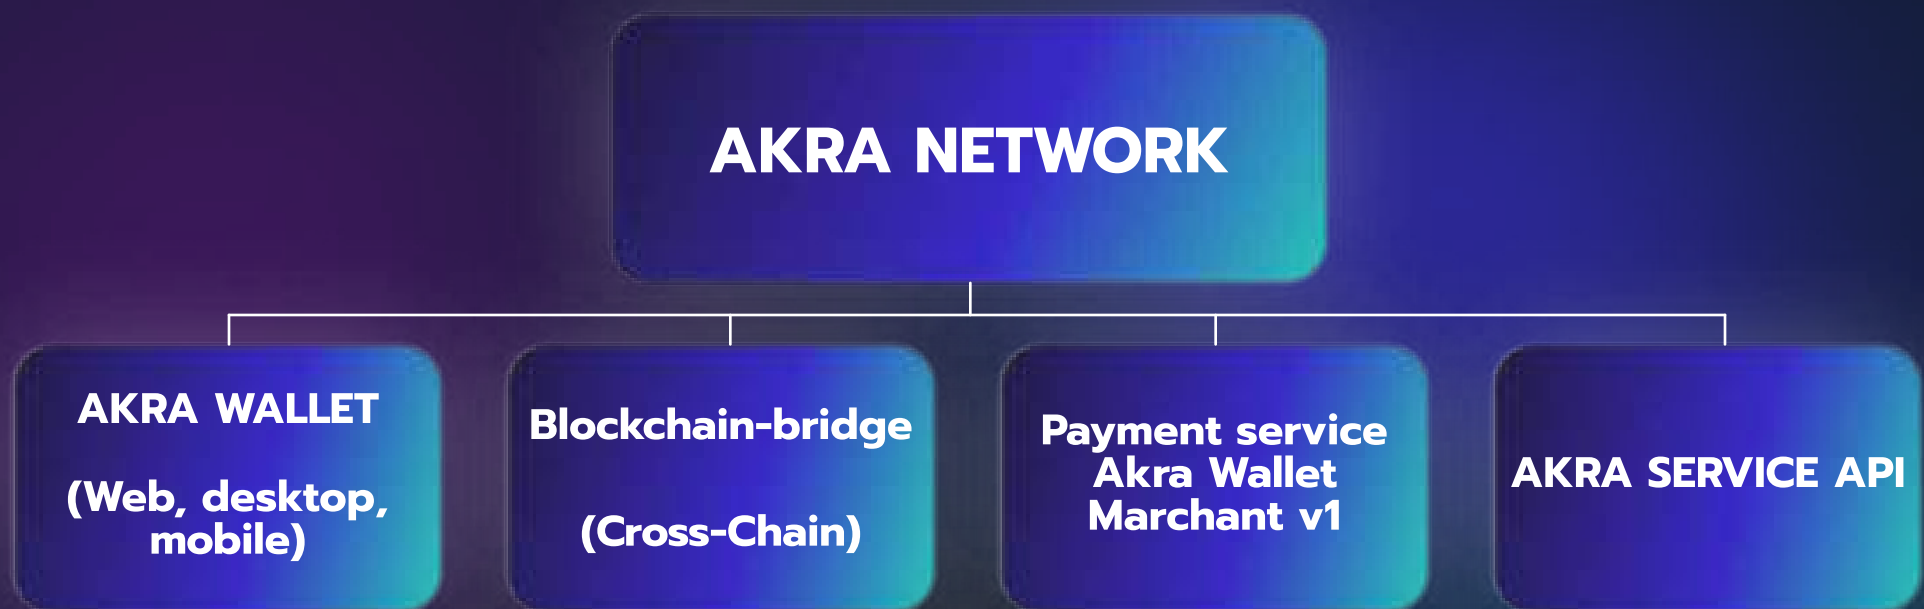 AKRA NETWORK
AKRA WALLET
(Web, desktop,
mobile)
Blockchain-bridge
(Cross-Chain)
Payment service
Akra Wallet
Marchant v1
AKRA SERVICE API